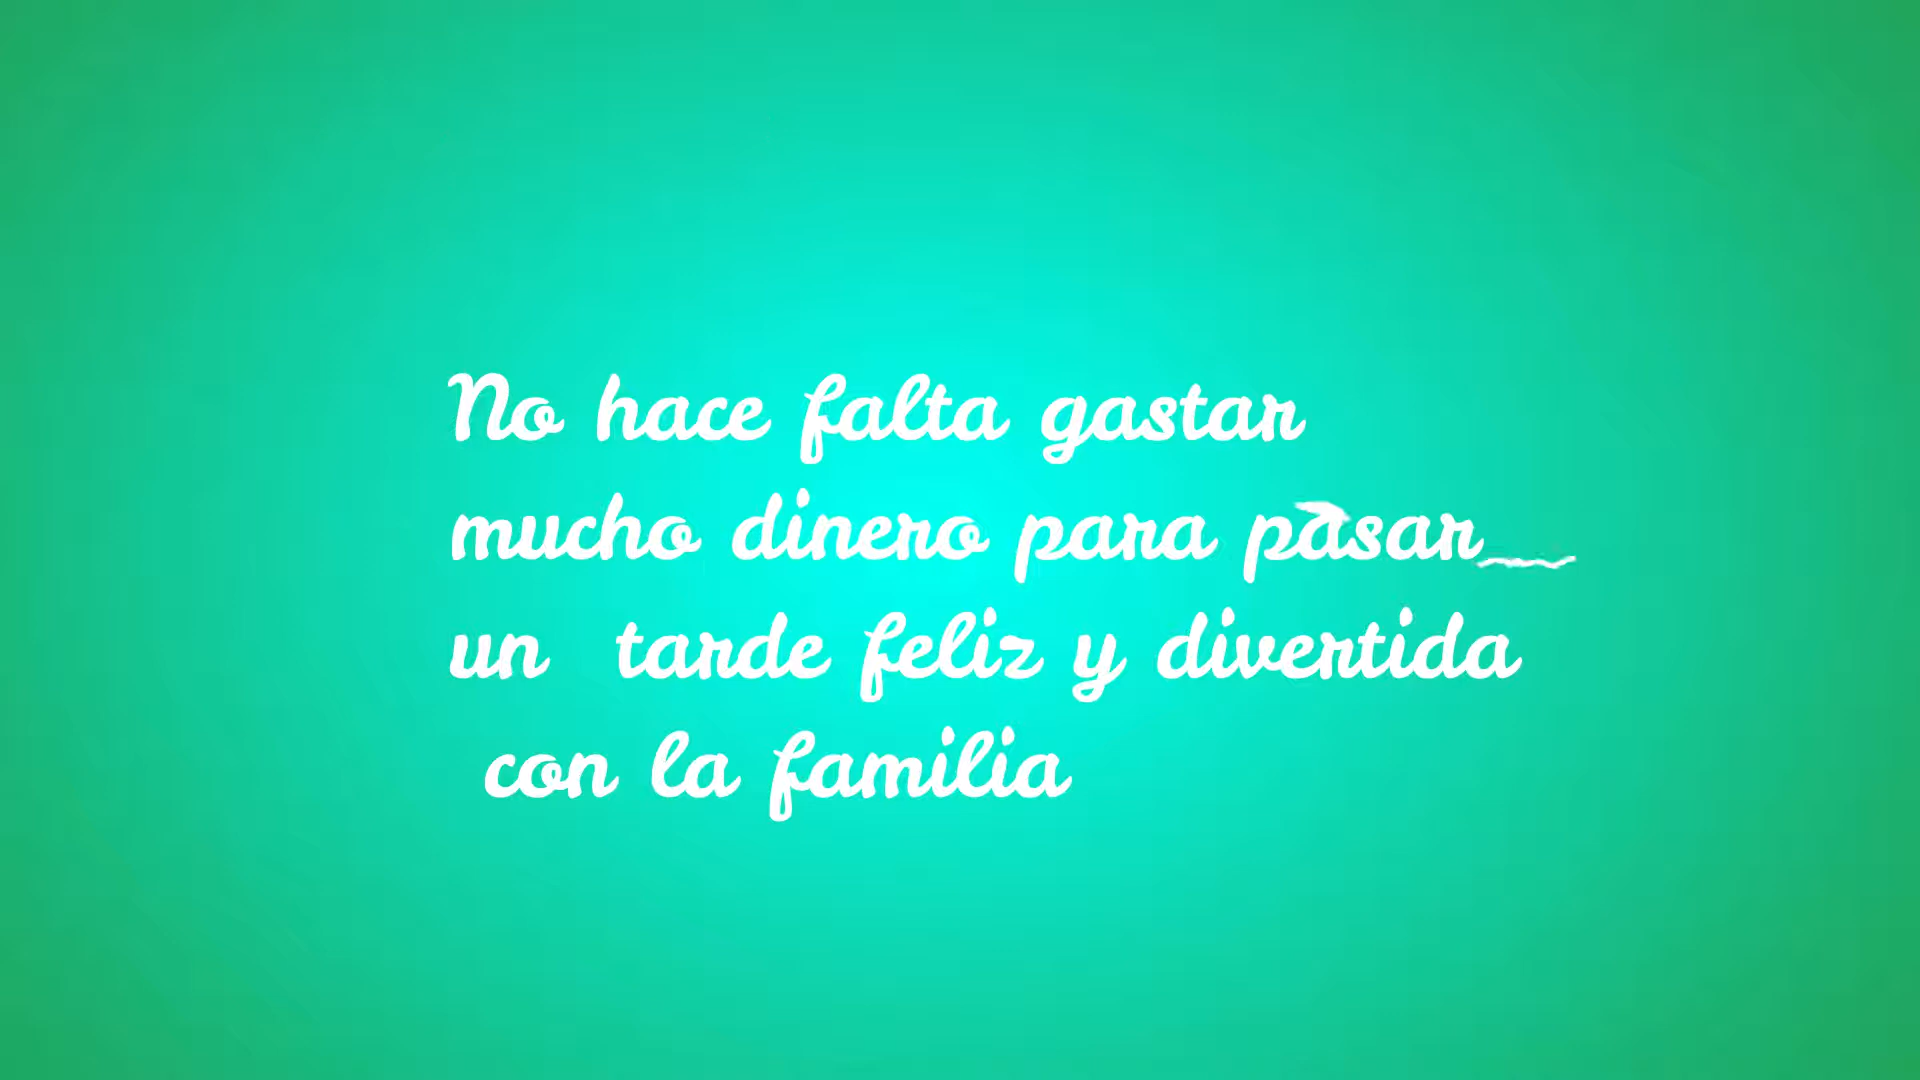 No hace falta gastar
mucho dinero para pasar
un tarde feliz y divertida
con la familia